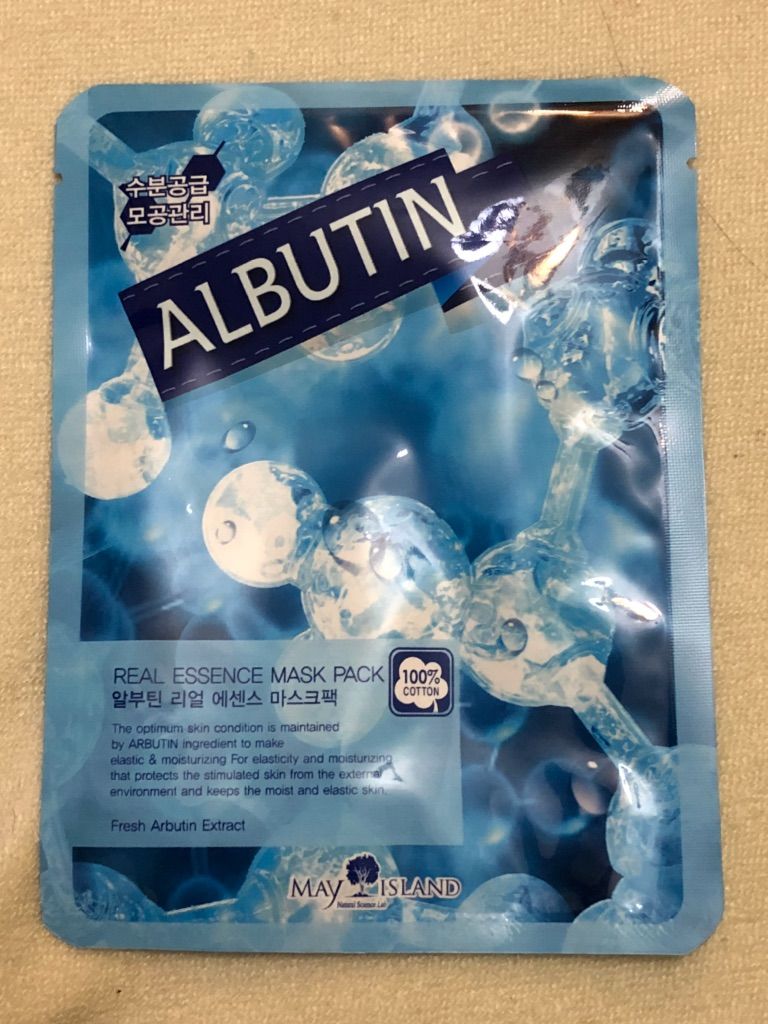 수분공급
모공관리
ALBUTIN
REAL ESSENCE MASK PACK
알부틴 리얼 에센스 마스크팩
100%
COTTON
The optimum skin condition is maintained
by ARBUTIN ingredient to make
elastic & moisturizing For elasticity and moisturizing
that protects the stimulated skin from the external
environment and keeps the moist and elastic skin.
Fresh Arbutin Extract
MAY ISLAND
Natural Science Lab